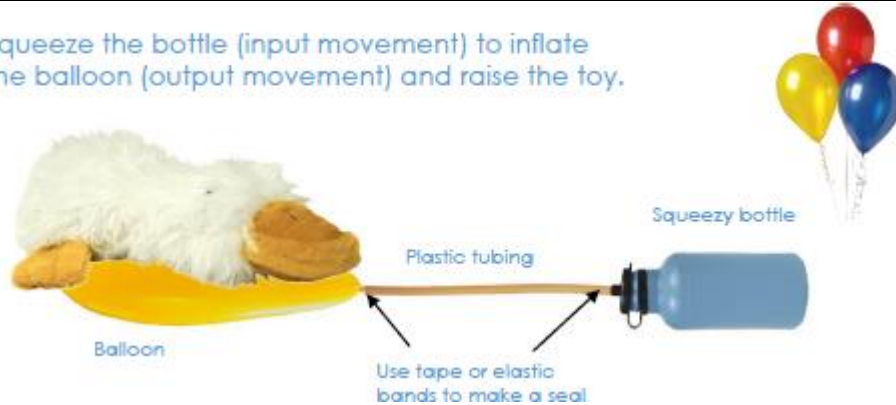 queeze the bottle (input movement) to inflate
he balloon (output movement) and raise the toy.
Squeezy bottle
Plastic tubing
Balloon
Use tape or elastic
bands to make a seal